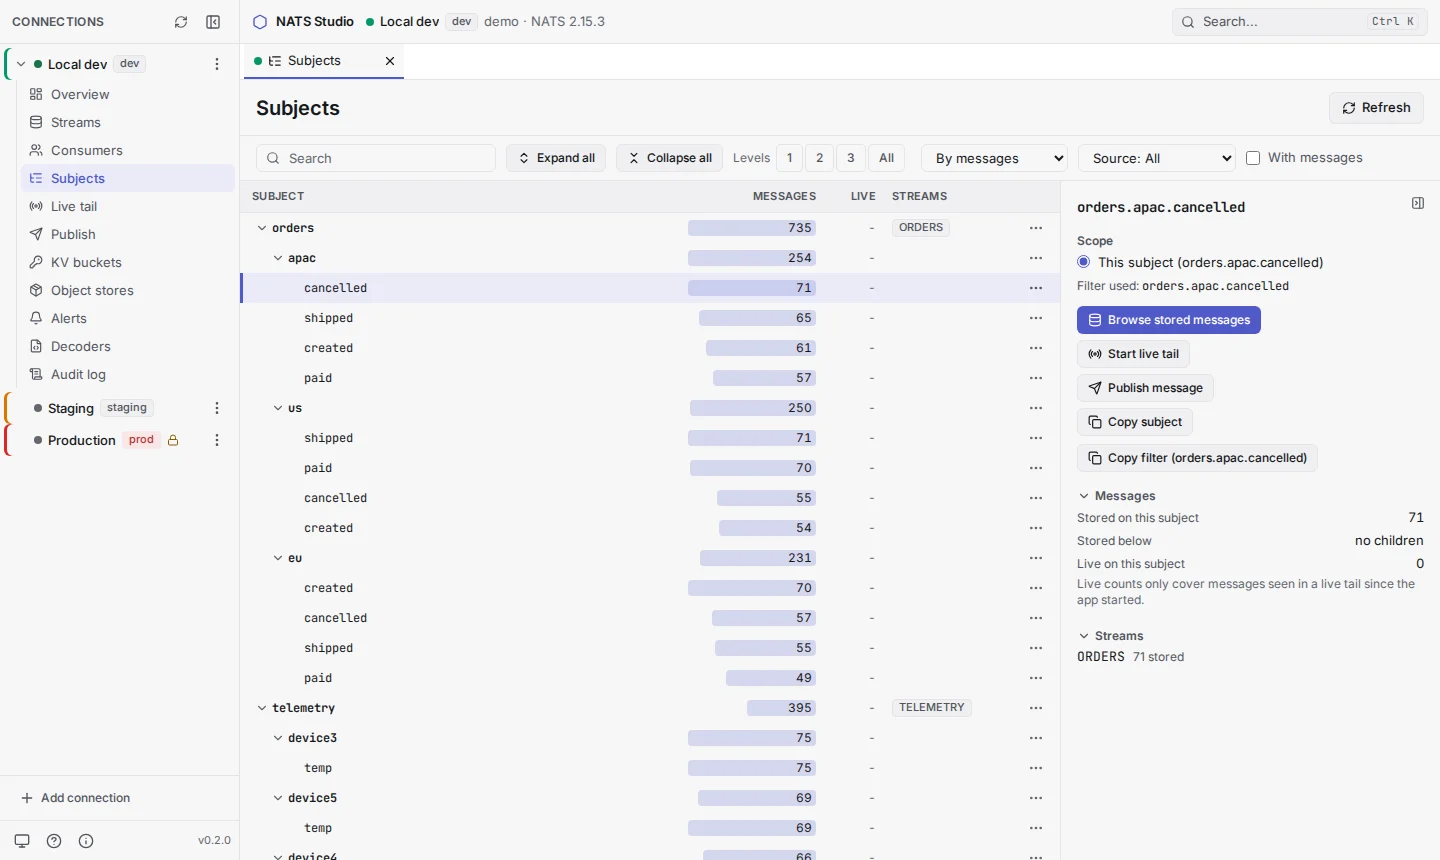 CONNECTIONS
NATS Studio Local dev dev demo · NATS 2.15.3
Search... Ctrl K
Local dev dev
Overview
Streams
Consumers
Subjects
Live tail
Publish
KV buckets
Object stores
Alerts
Decoders
Audit log
Staging staging
Production prod
Add connection
v0.2.0
Subjects
Subjects
Refresh
Search Expand all Collapse all Levels 1 2 3 All By messages Source: All With messages
SUBJECT MESSAGES LIVE STREAMS
orders 735 - ORDERS
apac 254 -
cancelled 71 -
shipped 65 -
created 61 -
paid 57 -
us 250 -
shipped 71 -
paid 70 -
cancelled 55 -
created 54 -
eu 231 -
created 70 -
cancelled 57 -
shipped 55 -
paid 49 -
telemetry 395 - TELEMETRY
device3 75 -
temp 75 -
device5 69 -
temp 69 -
device4 66 -
orders.apac.cancelled
Scope
This subject (orders.apac.cancelled)
Filter used: orders.apac.cancelled
Browse stored messages
Start live tail
Publish message
Copy subject
Copy filter (orders.apac.cancelled)
Messages
Stored on this subject 71
Stored below no children
Live on this subject 0
Live counts only cover messages seen in a live tail since the
app started.
Streams
ORDERS 71 stored